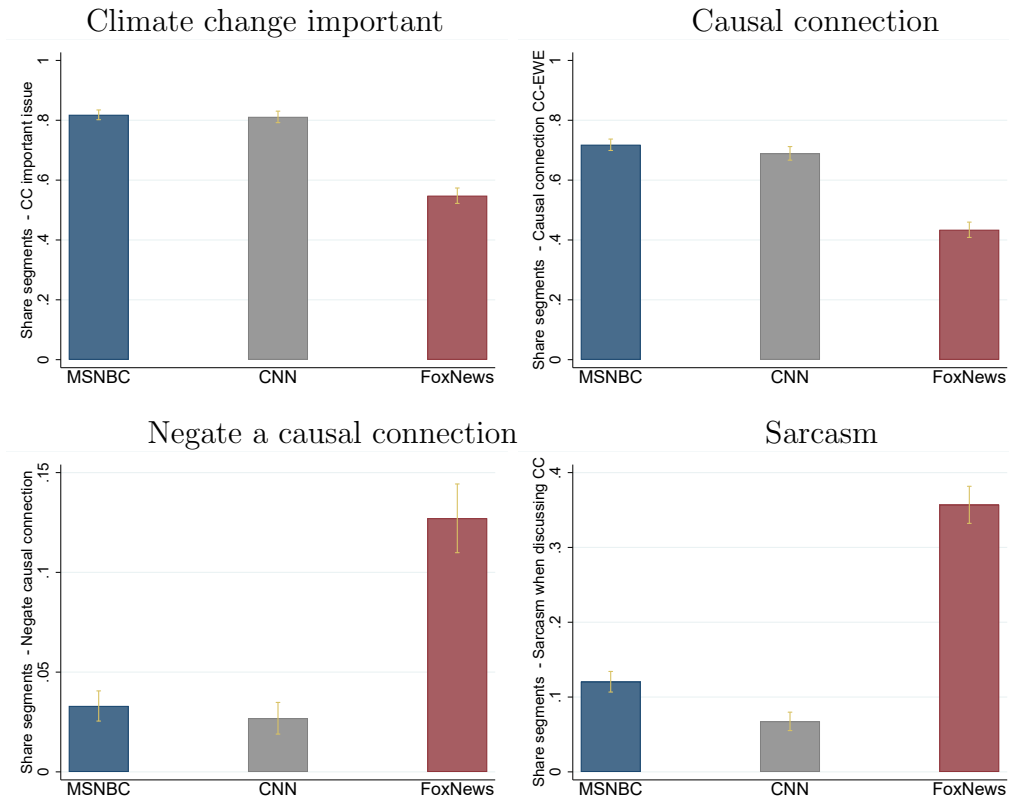 Climate change important
Share segments - CC important issue
1
.8
.6
.4
.2
0
MSNBC CNN FoxNews
Causal connection
Share segments - Causal connection CC-EWE
1
.8
.6
.4
.2
0
MSNBC CNN FoxNews
Negate a causal connection
Share segments - Negate causal connection
.15
.1
.05
0
MSNBC CNN FoxNews
Sarcasm
Share segments - Sarcasm when discussing CC
.4
.3
.2
.1
0
MSNBC CNN FoxNews